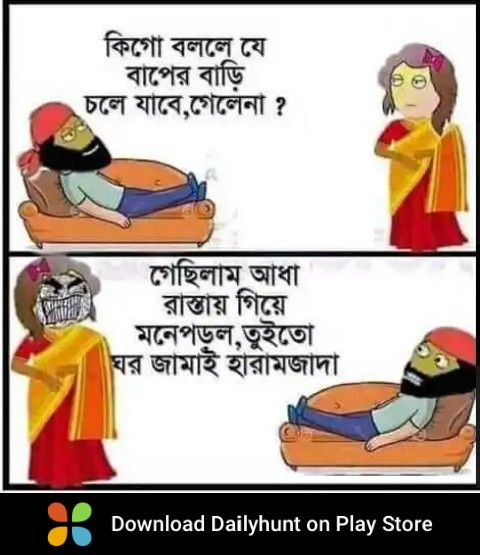 কিগো বললে যে
বাপের বাড়ি
চলে যাবে,গেলেনা ?
গেছিলাম আধা
রাস্তায় গিয়ে
মনেপড়ল,তুইতো
ঘর জামাই হারামজাদা
Download Dailyhunt on Play Store